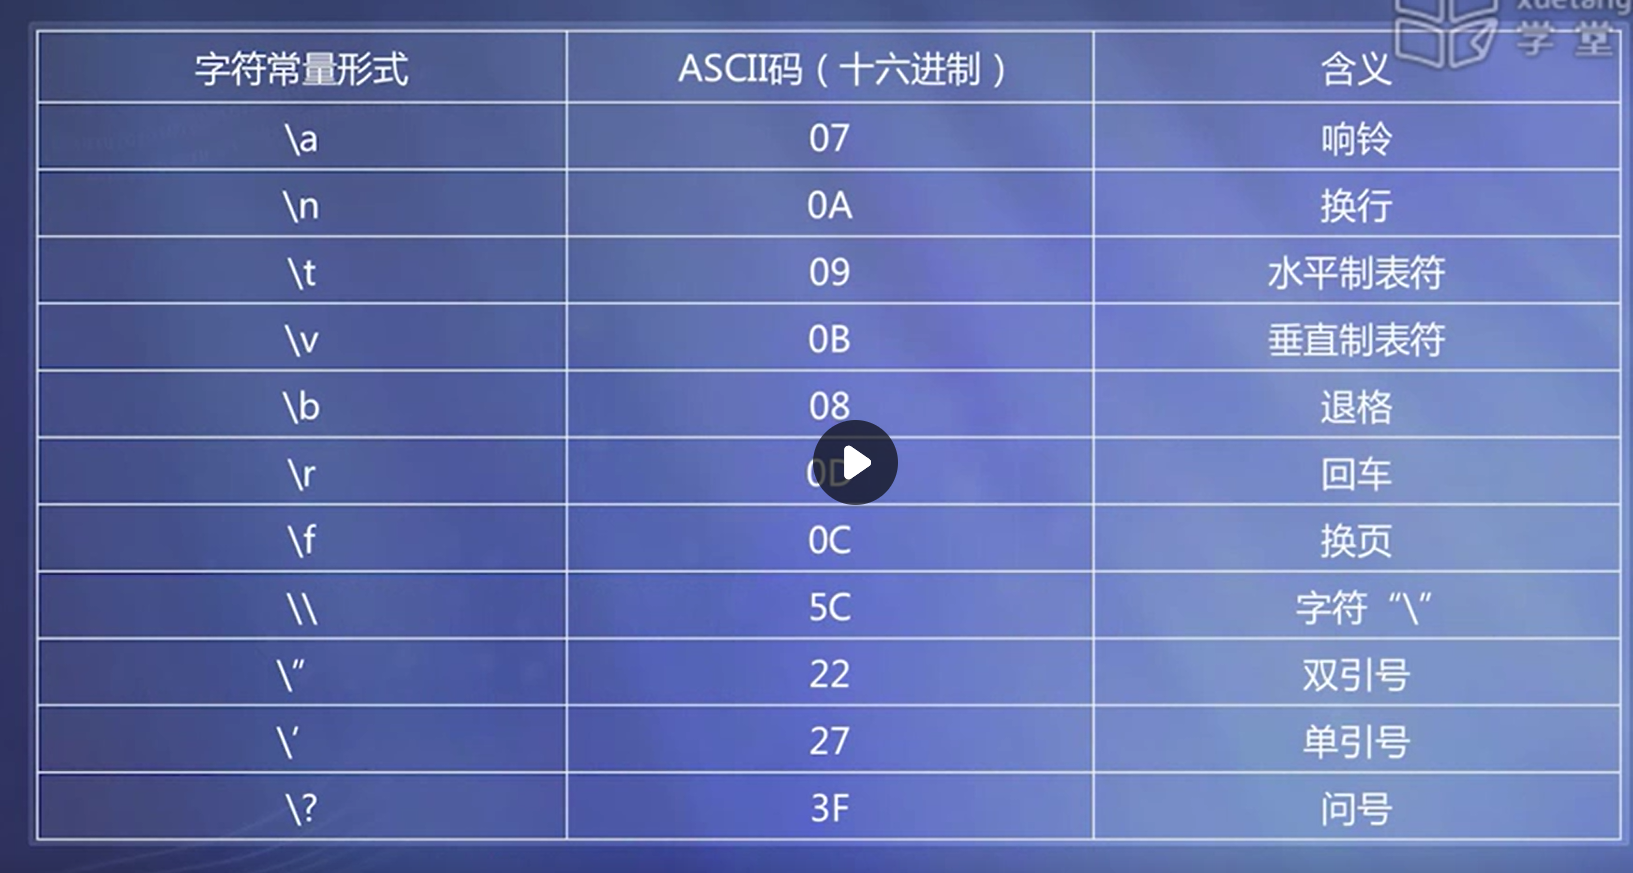 xuetang
学堂
字符常量形式 ASCII码（十六进制） 含义
\a 07 响铃
\n 0A 换行
\t 09 水平制表符
\v 0B 垂直制表符
\b 08 退格
\r 0D 回车
\f 0C 换页
\\ 5C 字符“\”
\” 22 双引号
\’ 27 单引号
\? 3F 问号